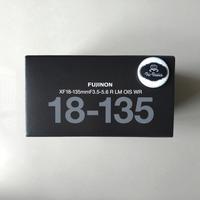 FUJINON
XF18-135mmF3.5-5.6 R LM OIS WR
18-135